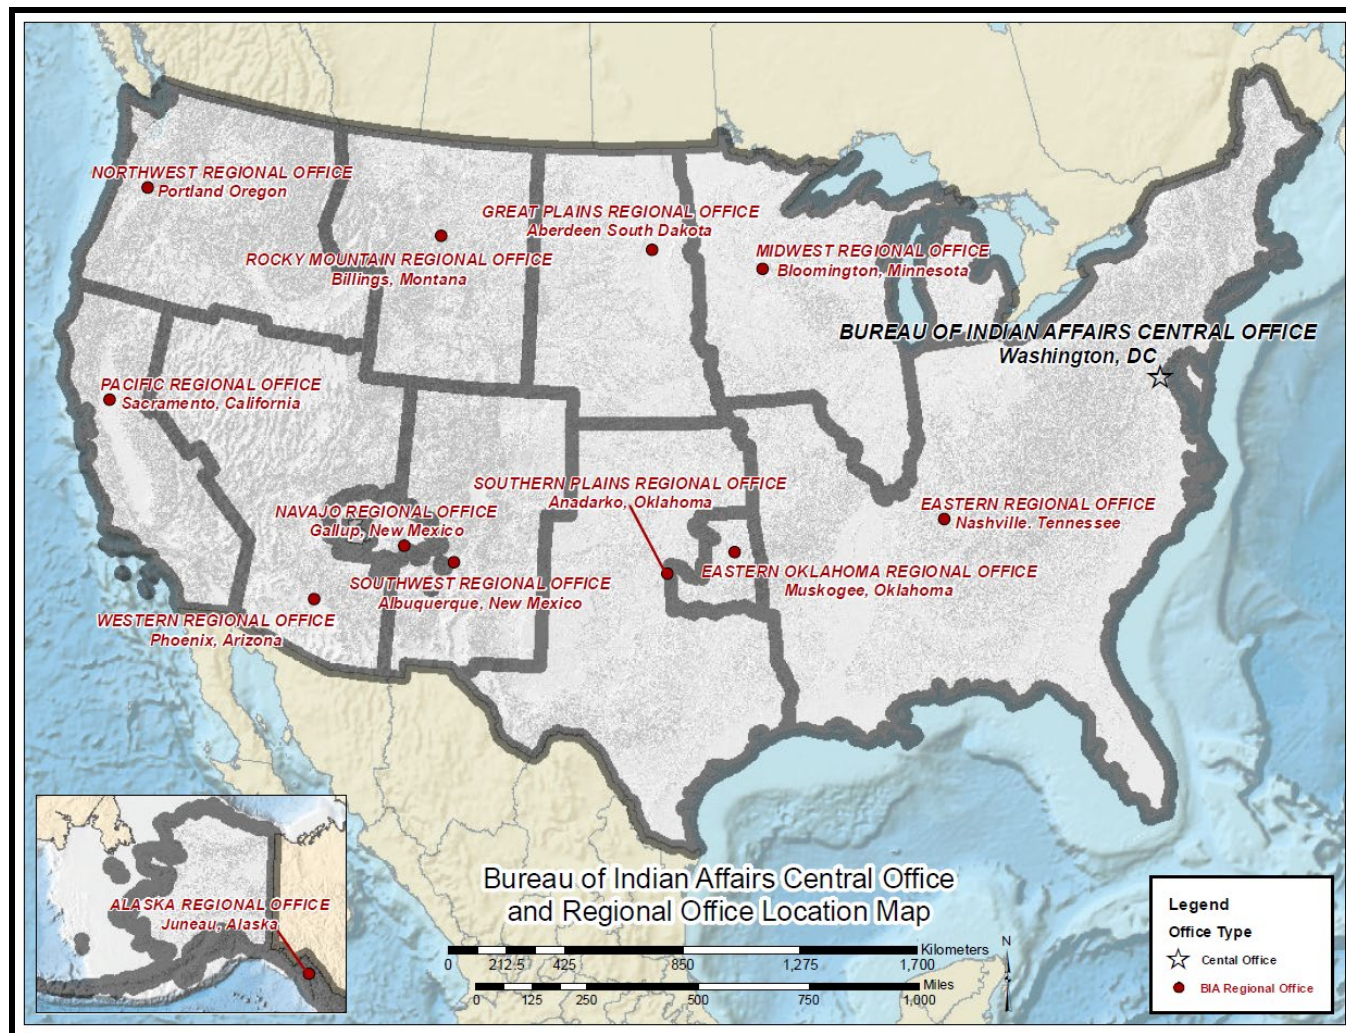 NORTHWEST REGIONAL OFFICE
Portland Oregon
GREAT PLAINS REGIONAL OFFICE
Aberdeen South Dakota
ROCKY MOUNTAIN REGIONAL OFFICE
Billings, Montana
MIDWEST REGIONAL OFFICE
Bloomington, Minnesota
BUREAU OF INDIAN AFFAIRS CENTRAL OFFICE
Washington, DC
PACIFIC REGIONAL OFFICE
Sacramento, California
SOUTHERN PLAINS REGIONAL OFFICE
Anadarko, Oklahoma
NAVAJO REGIONAL OFFICE
Gallup, New Mexico
EASTERN REGIONAL OFFICE
Nashville. Tennessee
SOUTHWEST REGIONAL OFFICE
Albuquerque, New Mexico
EASTERN OKLAHOMA REGIONAL OFFICE
Muskogee, Oklahoma
WESTERN REGIONAL OFFICE
Phoenix, Arizona
ALASKA REGIONAL OFFICE
Juneau, Alaska
Bureau of Indian Affairs Central Office
and Regional Office Location Map
Kilometers
0 212.5 425 850 1,275 1,700
Miles
0 125 250 500 750 1,000
N
Legend
Office Type
Cental Office
BIA Regional Office